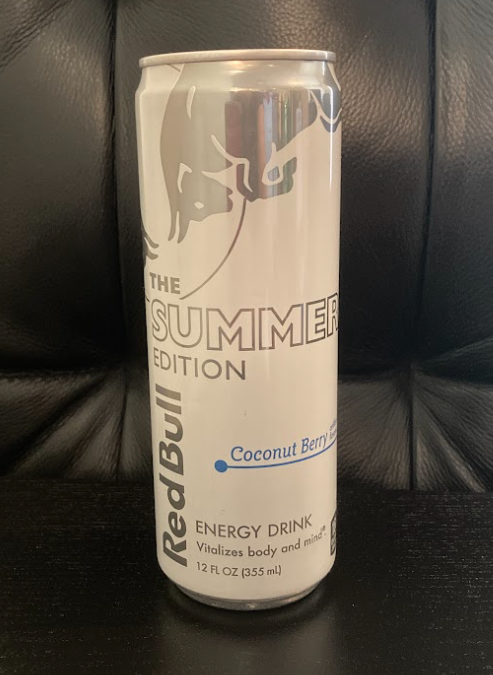 THE
SUMMER
EDITION
Red Bull
Coconut Berry
ENERGY DRINK
Vitalizes body and mind®.
12 FL OZ (355 mL)